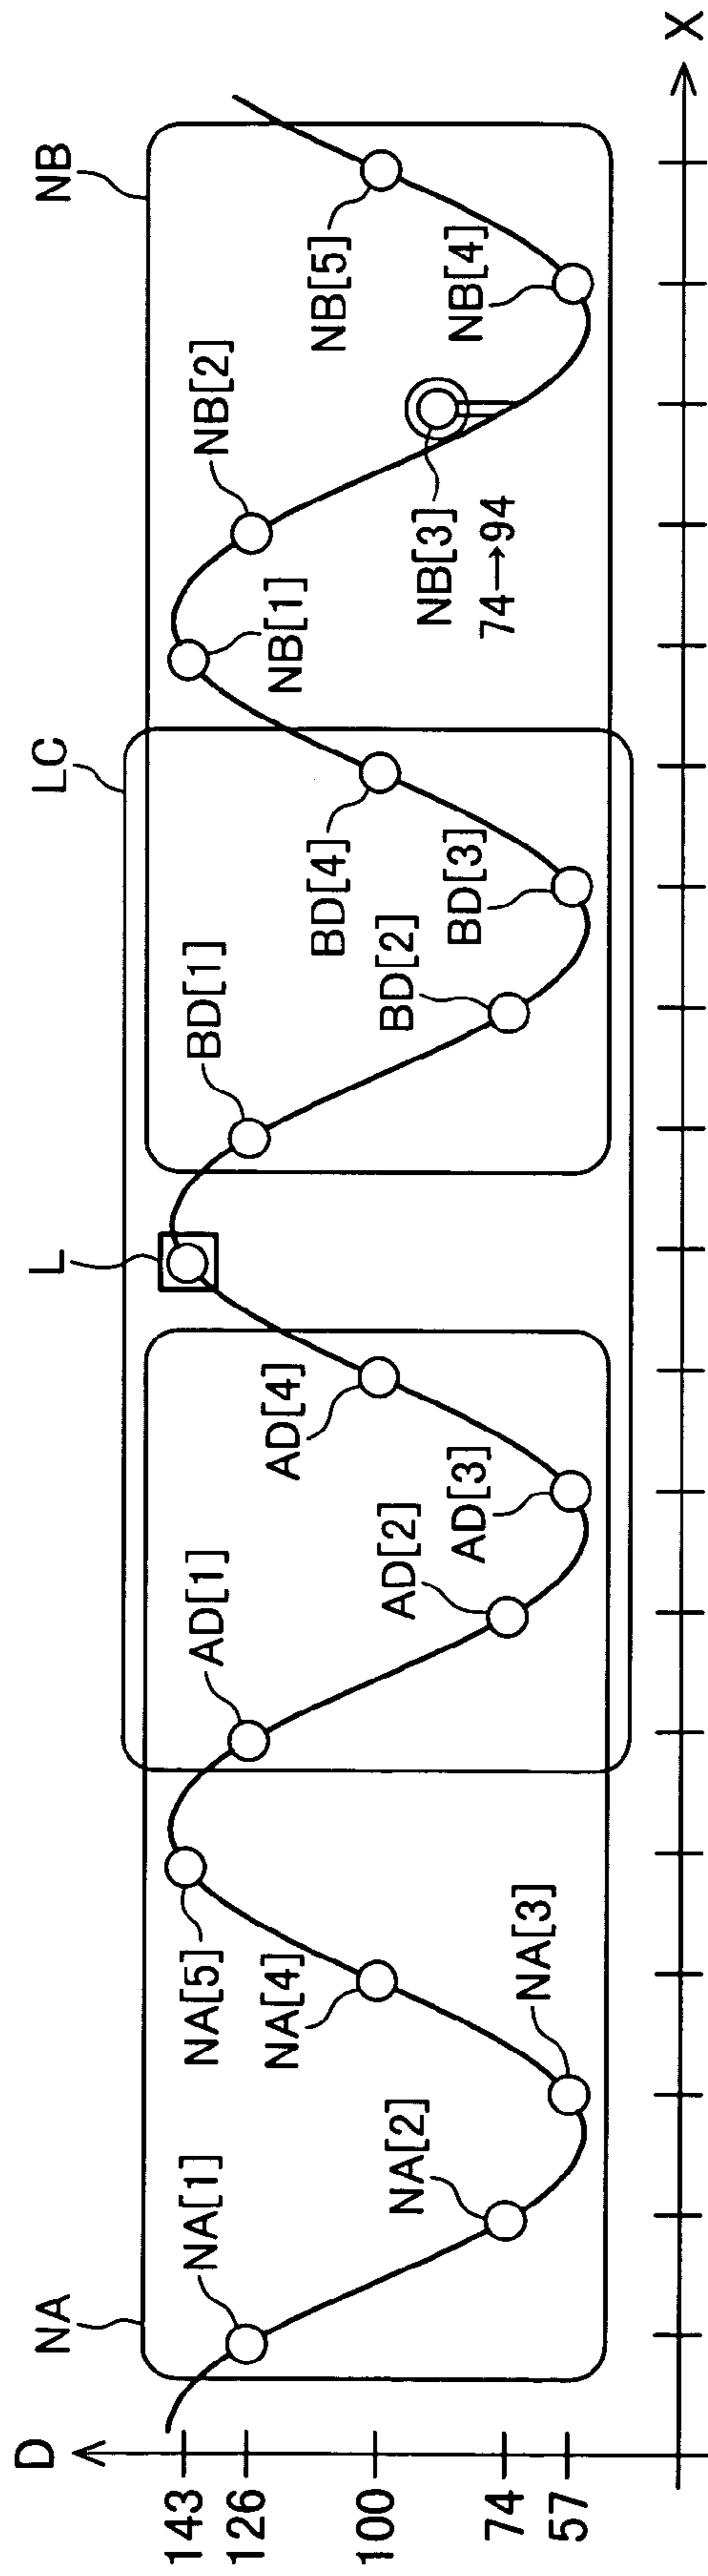 D
143
126
100
74
57
NA
NA[1]
NA[2]
NA[3]
NA[4]
NA[5]
AD[1]
AD[2]
AD[3]
AD[4]
L
LC
BD[1]
BD[2]
BD[3]
BD[4]
NB
NB[1]
NB[2]
NB[3]
74→94
NB[4]
NB[5]
X